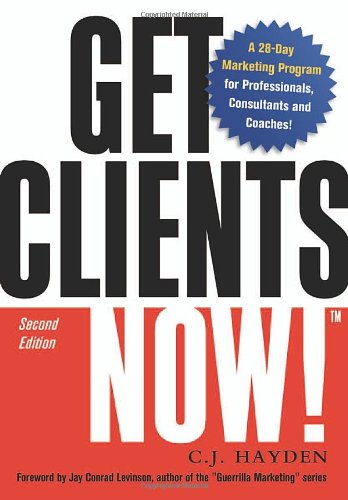 GET
A 28-Day
Marketing Program
for Professionals,
Consultants and
Coaches!
CLIENTS
Second
Edition
NOW!™
C.J. HAYDEN
Foreword by Jay Conrad Levinson, author of the "Guerrilla Marketing" series